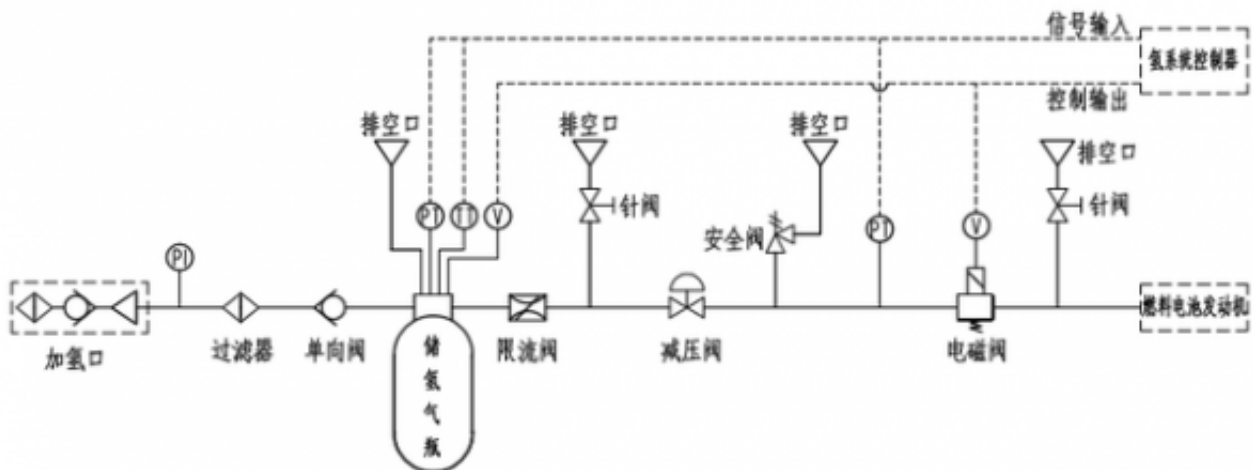 信号输入
氢系统控制器
控制输出
排空口
排空口
排空口
排空口
PT
TT
V
针阀
安全阀
PT
V
针阀
PI
加氢口
过滤器
单向阀
储氢气瓶
限流阀
减压阀
电磁阀
燃料电池发动机